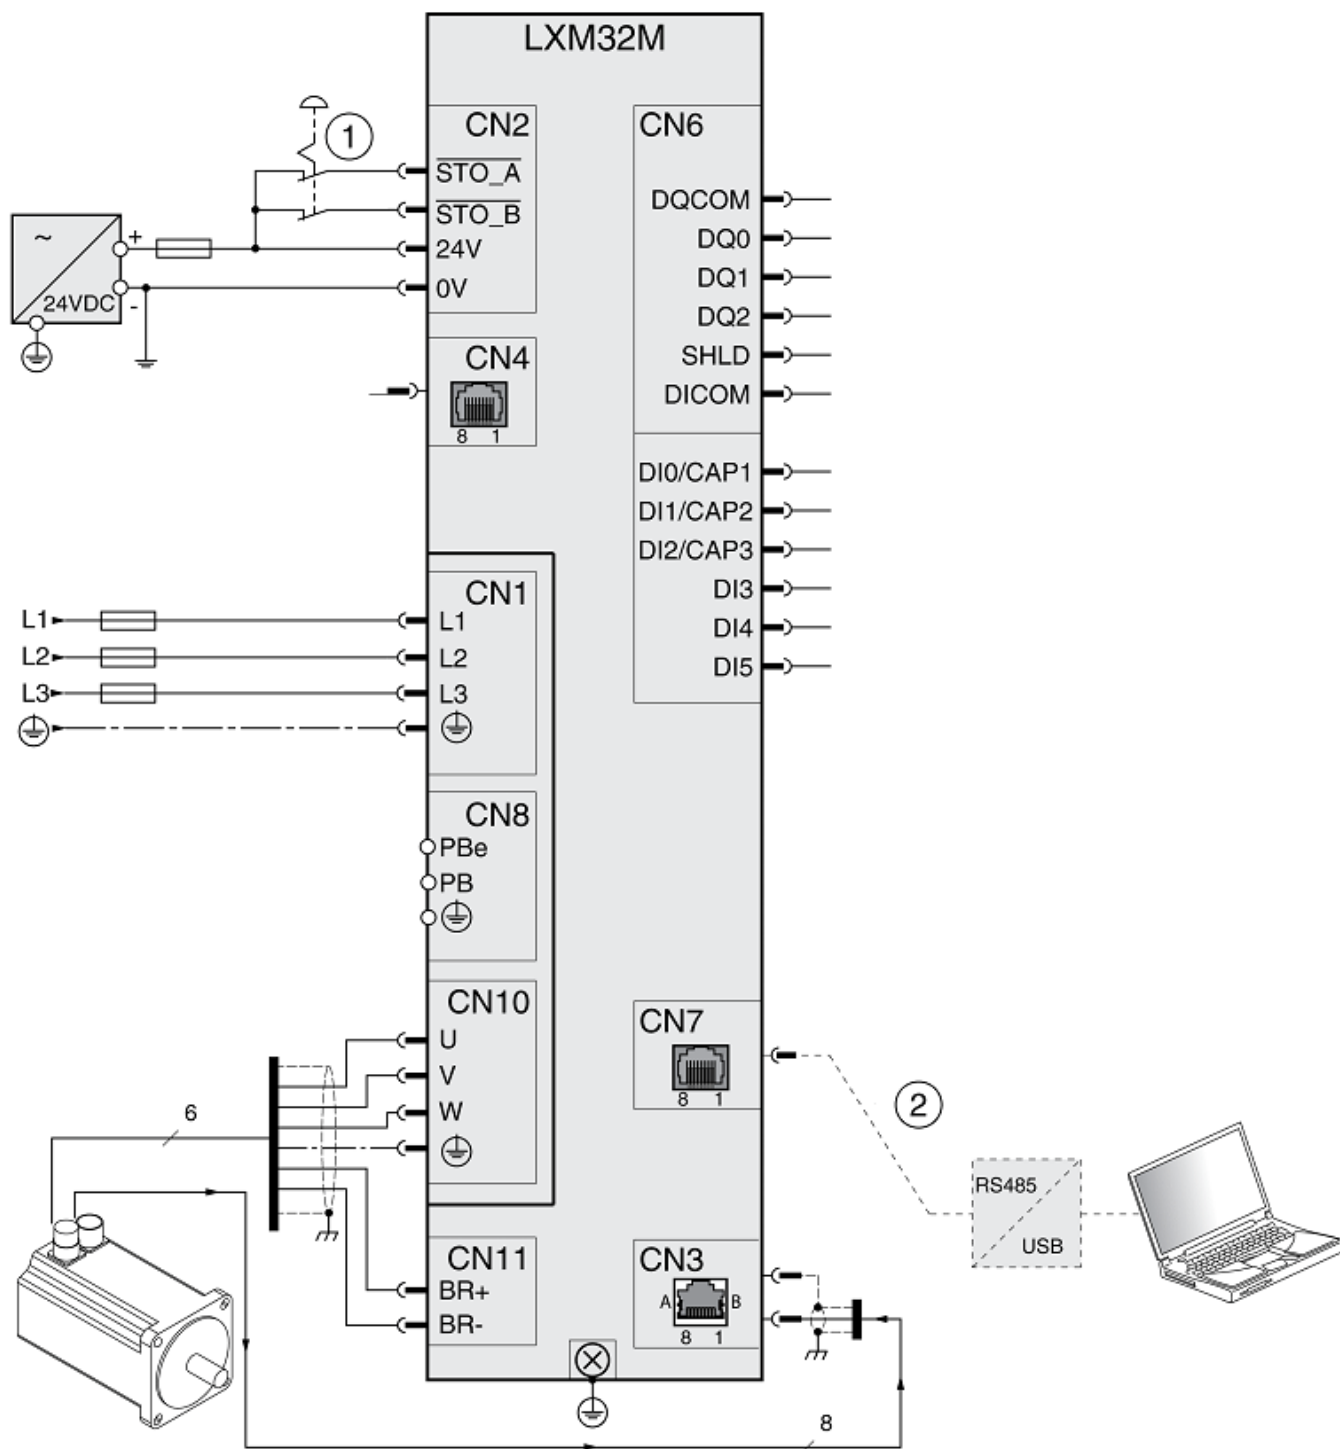 LXM32M
CN2
1
STO_A
STO_B
24V
0V
~
24VDC
+
-
CN4
8 1
CN6
DQCOM
DQ0
DQ1
DQ2
SHLD
DICOM
DI0/CAP1
DI1/CAP2
DI2/CAP3
DI3
DI4
DI5
CN1
L1 L1
L2 L2
L3 L3
CN8
PBe
PB
CN10
U
V
W
6
CN11
BR+
BR-
CN7
8 1
2
RS485
USB
CN3
A B
8 1
8